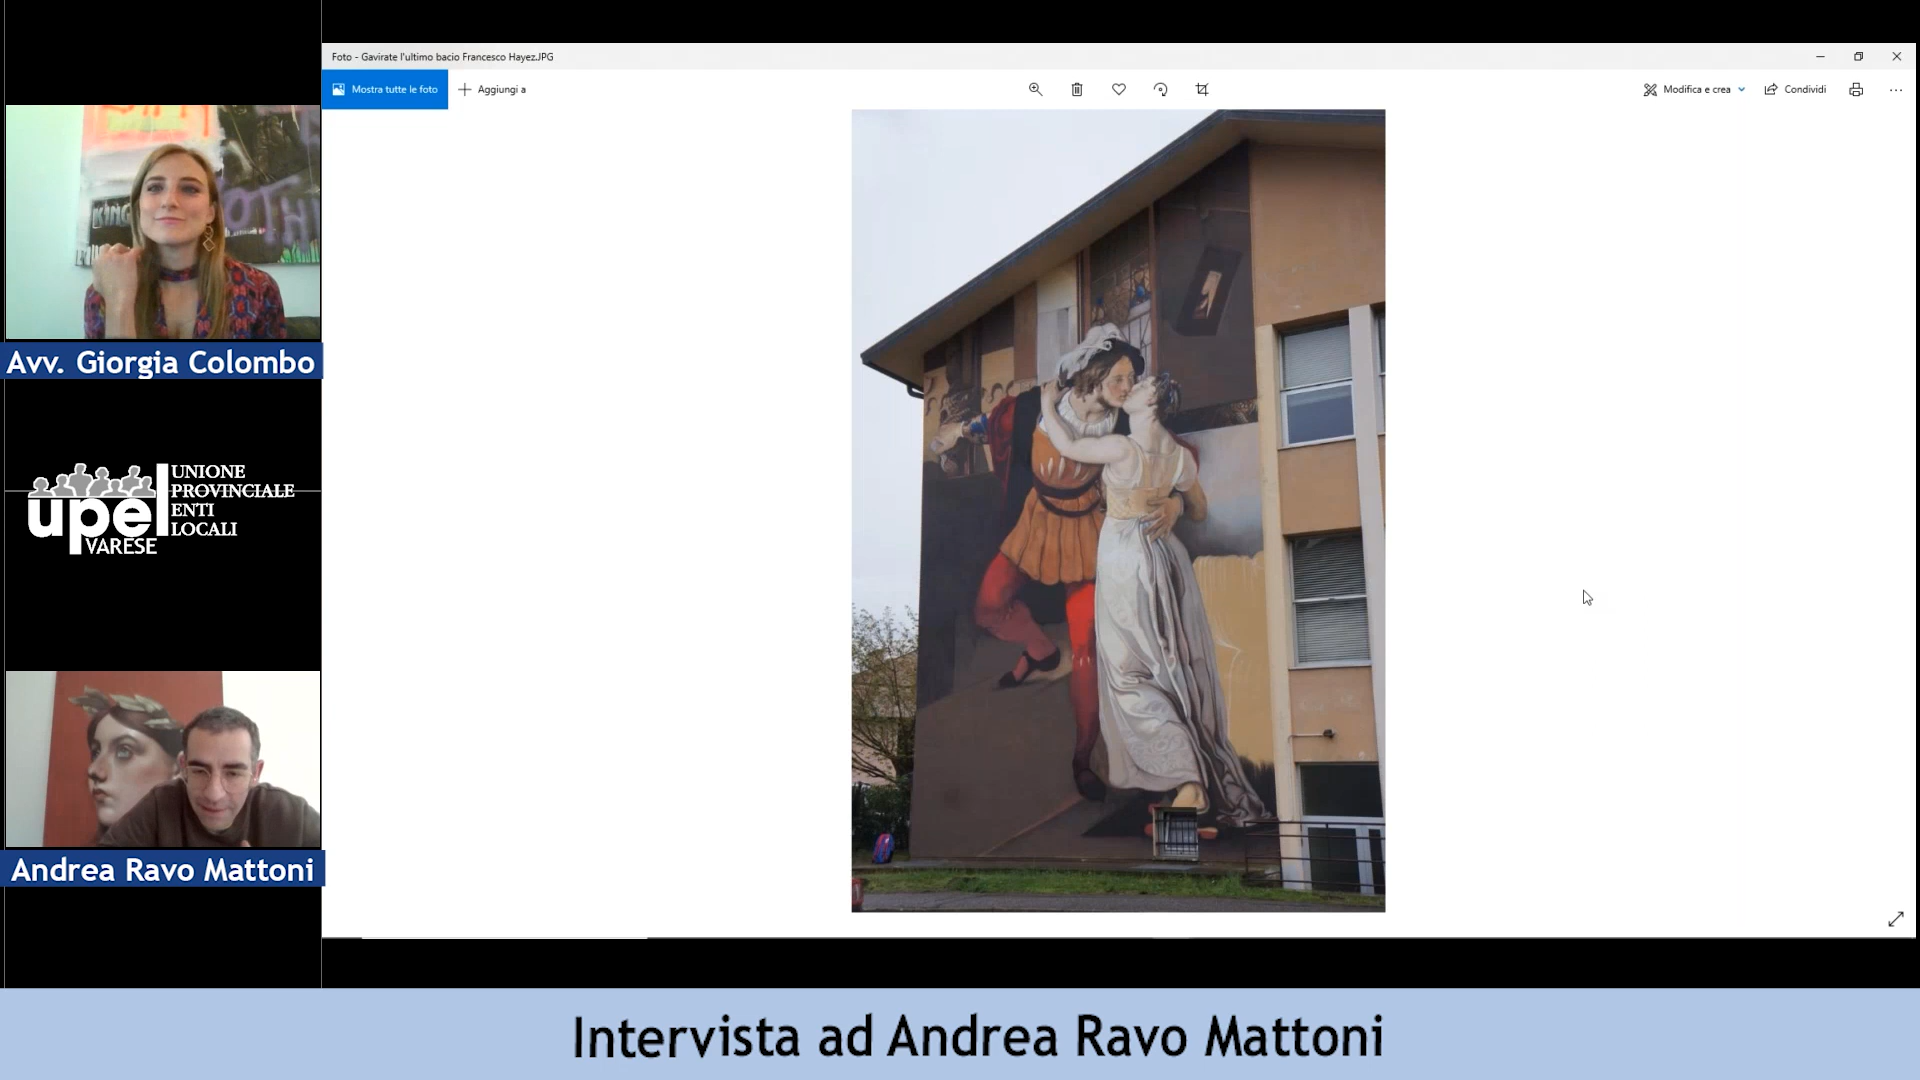 Foto - Gavirate l'ultimo bacio Francesco Hayez.JPG
Mostra tutte le foto
Aggiungi a
Modifica e crea
Condividi
KING
Avv. Giorgia Colombo
upel
UNIONE
PROVINCIALE
ENTI
LOCALI
VARESE
Andrea Ravo Mattoni
Intervista ad Andrea Ravo Mattoni